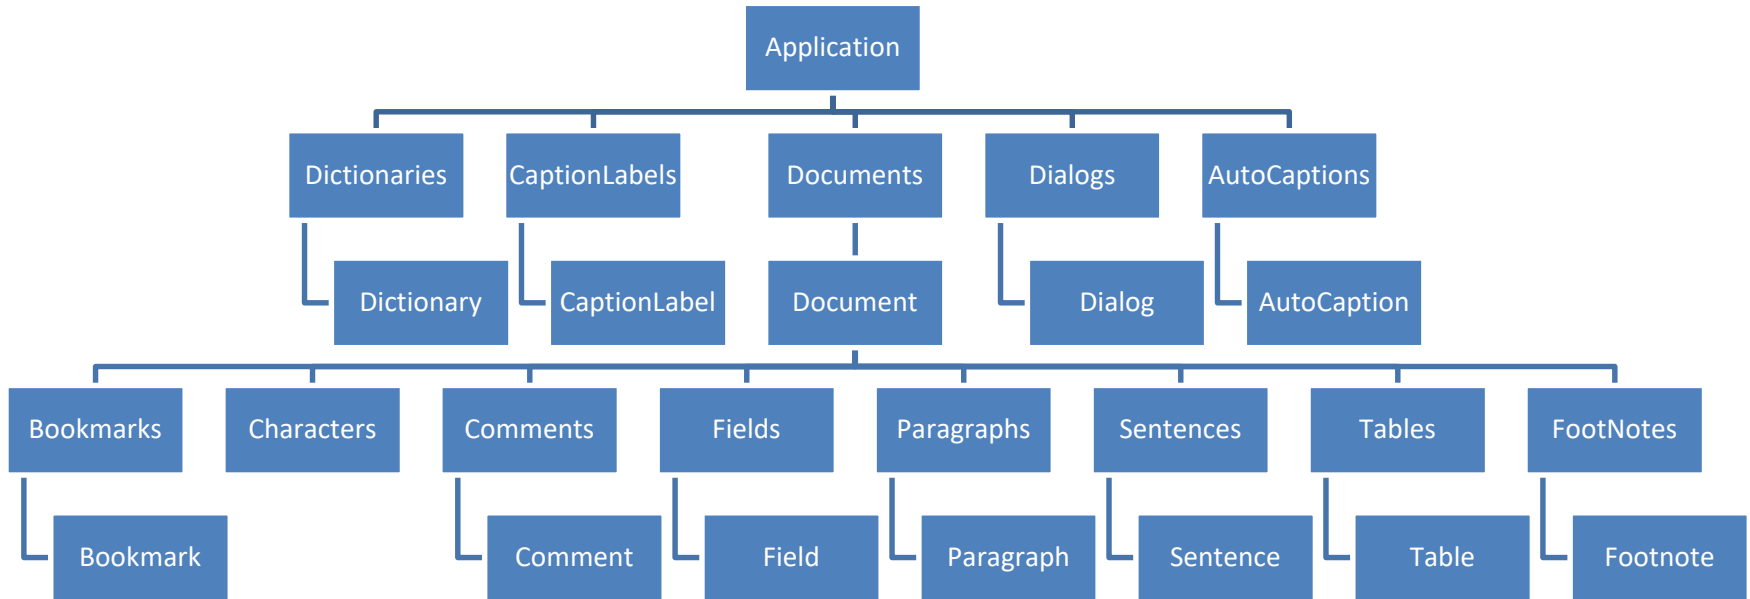 Application
Dictionaries
CaptionLabels
Documents
Dialogs
AutoCaptions
Dictionary
CaptionLabel
Document
Dialog
AutoCaption
Bookmarks
Characters
Comments
Fields
Paragraphs
Sentences
Tables
FootNotes
Bookmark
Comment
Field
Paragraph
Sentence
Table
Footnote